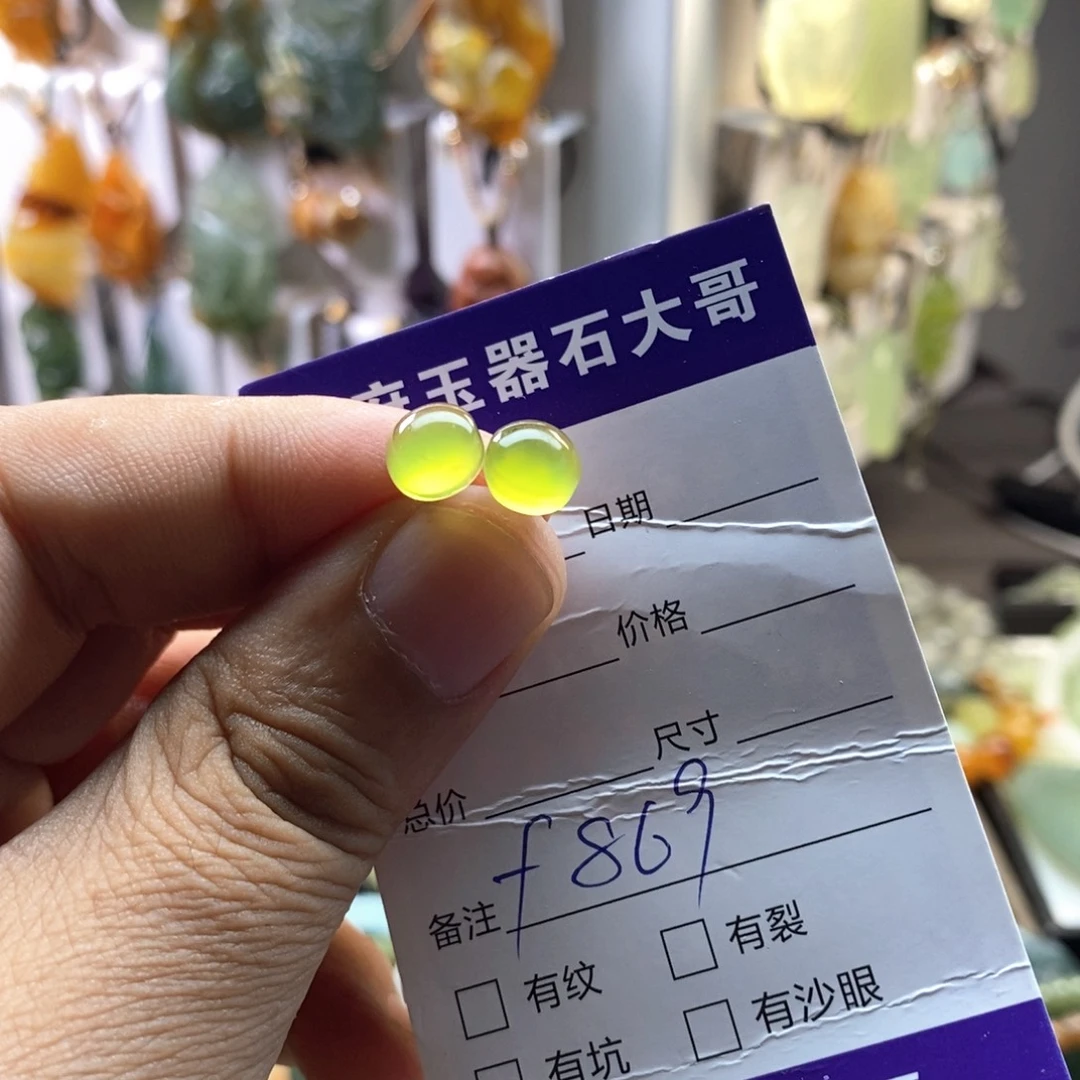 玉器石大哥
日期
价格
尺寸
总价
备注 f869
有纹 有裂
有坑 有沙眼